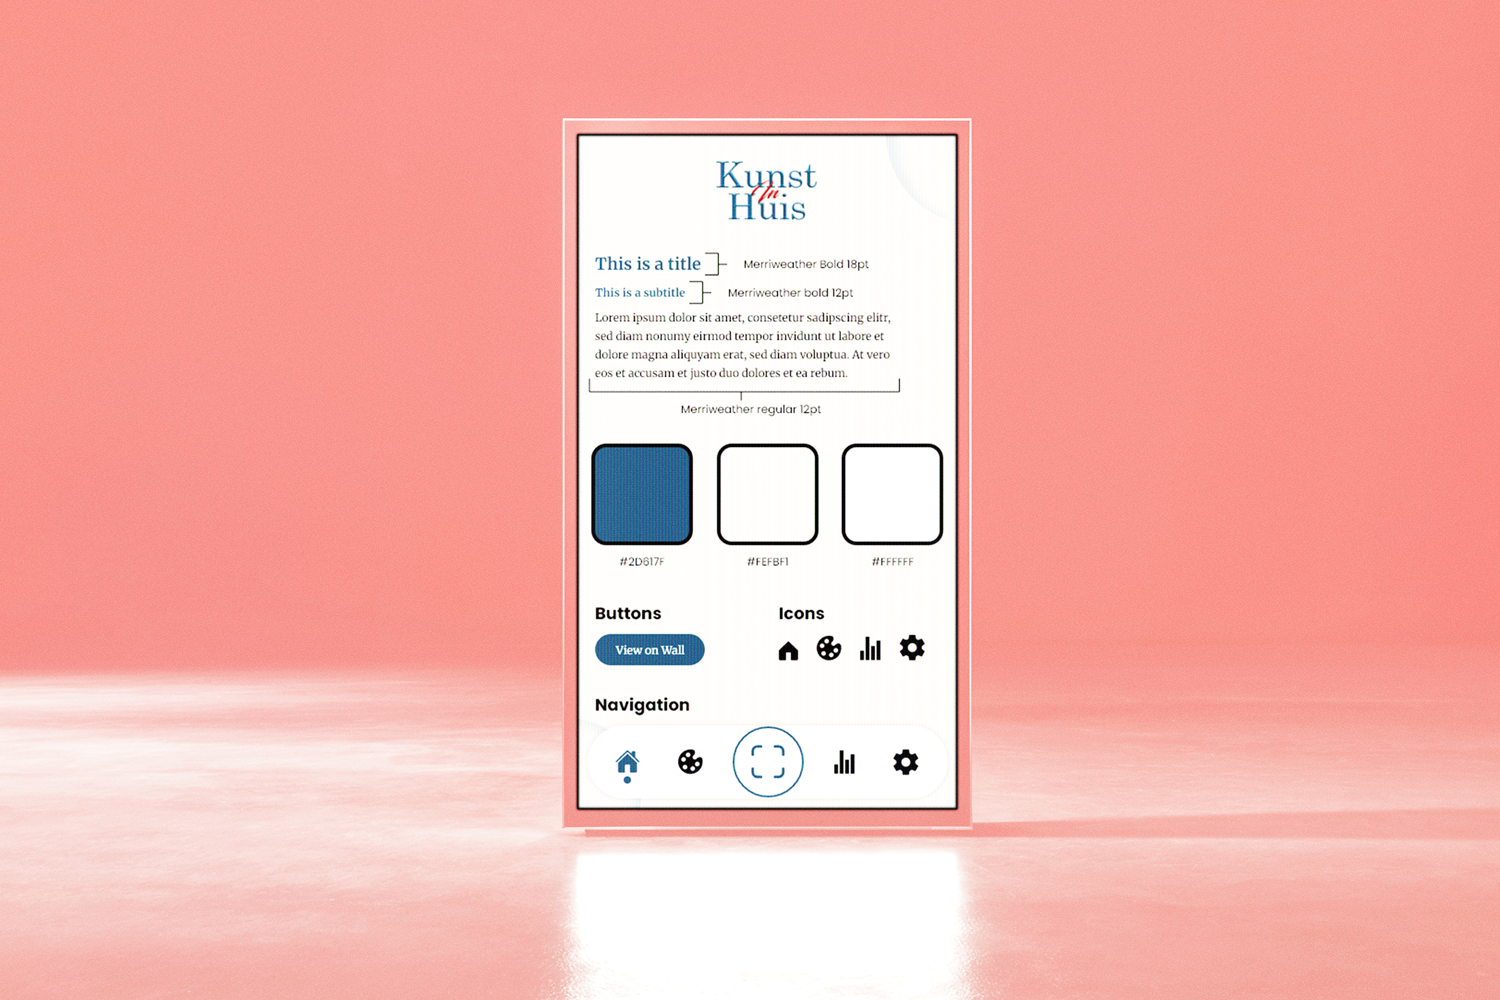 Kunst
In
Huis
This is a title
Merriweather Bold 18pt
This is a subtitle
Merriweather bold 12pt
Lorem ipsum dolor sit amet, consetetur sadipscing elitr,
sed diam nonumy eirmod tempor invidunt ut labore et
dolore magna aliquyam erat, sed diam voluptua. At vero
eos et accusam et justo duo dolores et ea rebum.
Merriweather regular 12pt
#2D617F
#FEFBF1
#FFFFFF
Buttons
Icons
View on Wall
Navigation